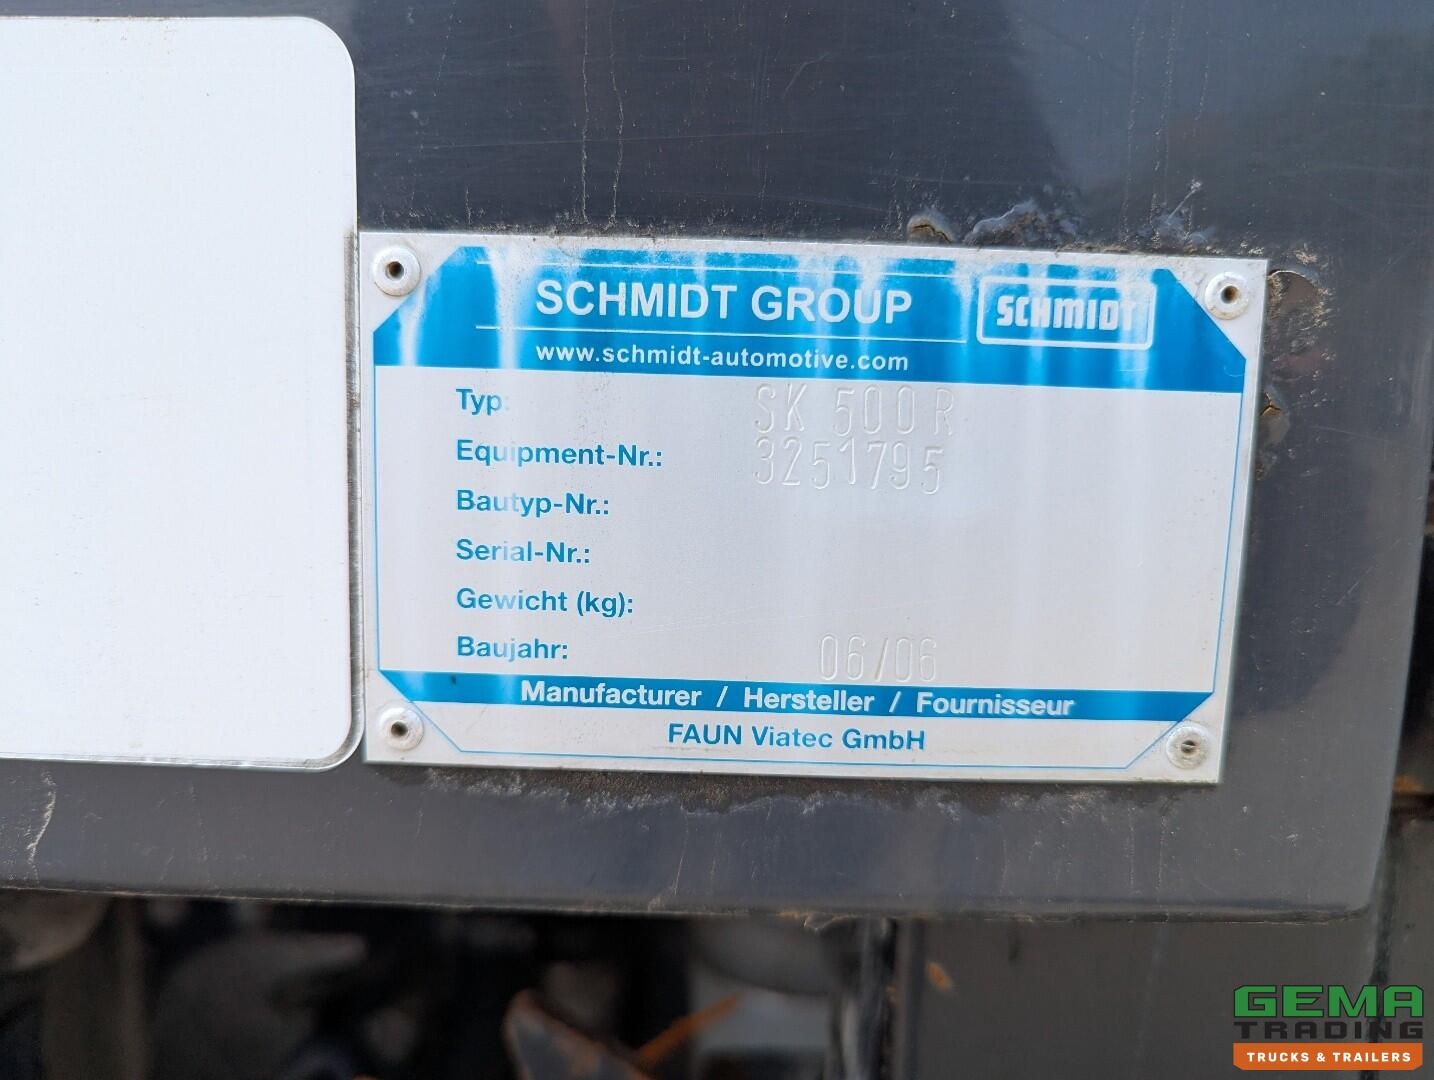 SCHMIDT GROUP
SCHMIDT
www.schmidt-automotive.com
Typ: SK 500R
Equipment-Nr.: 3251795
Bautyp-Nr.:
Serial-Nr.:
Gewicht (kg):
Baujahr: 06/06
Manufacturer / Hersteller / Fournisseur
FAUN Viatec GmbH
GEMA
TRADING
TRUCKS & TRAILERS